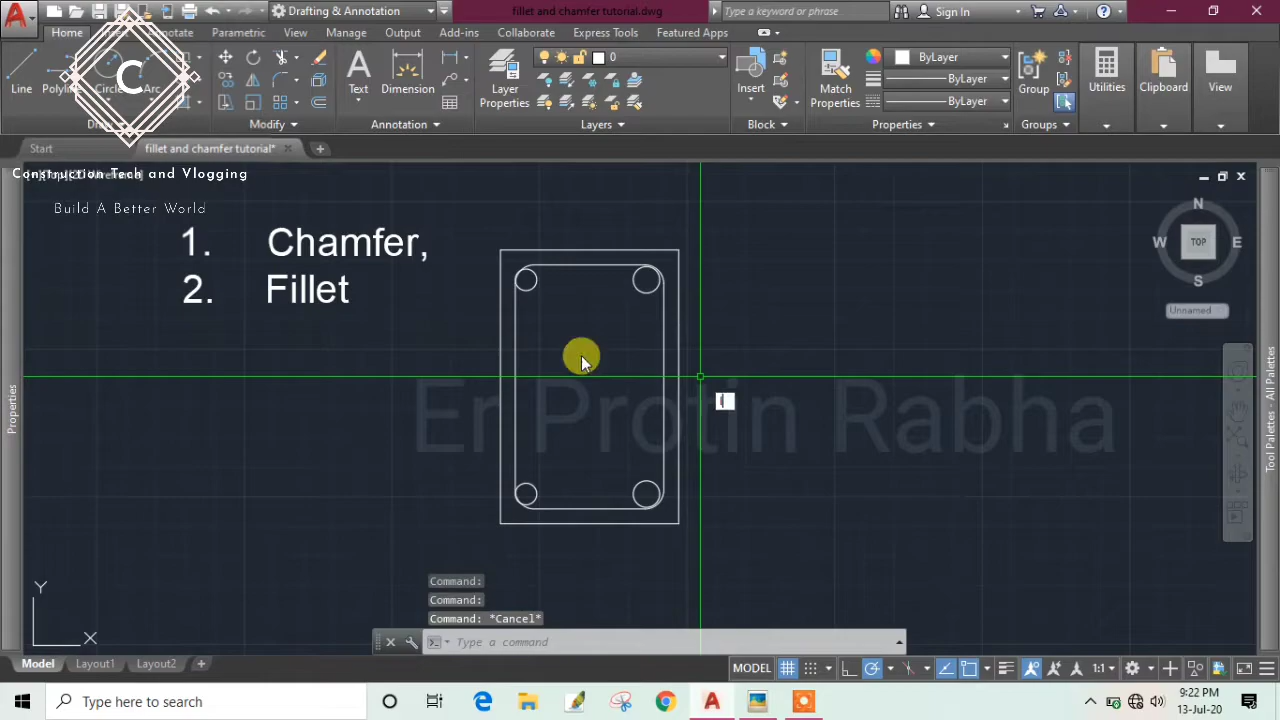 Drafting & Annotation
fillet and chamfer tutorial.dwg
Type a keyword or phrase
Sign In
Home
Insert
Annotate
Parametric
View
Manage
Output
Add-ins
Collaborate
Express Tools
Featured Apps
Line
Polyline
Circle
Arc
Text
Dimension
Layer
Properties
0
Insert
Match
Properties
ByLayer
ByLayer
ByLayer
Group
Utilities
Clipboard
View
Draw
Modify
Annotation
Layers
Block
Properties
Groups
Start
fillet and chamfer tutorial*
C
Construction Tech and Vlogging
Build A Better World
1. Chamfer,
2. Fillet
Er Protin Rabha
N
W
TOP
E
S
Unnamed
Properties
Tool Palettes - All Palettes
Y
X
Command:
Command:
Command: *Cancel*
Type a command
Model
Layout1
Layout2
MODEL
1:1
Type here to search
9:22 PM
13-Jul-20